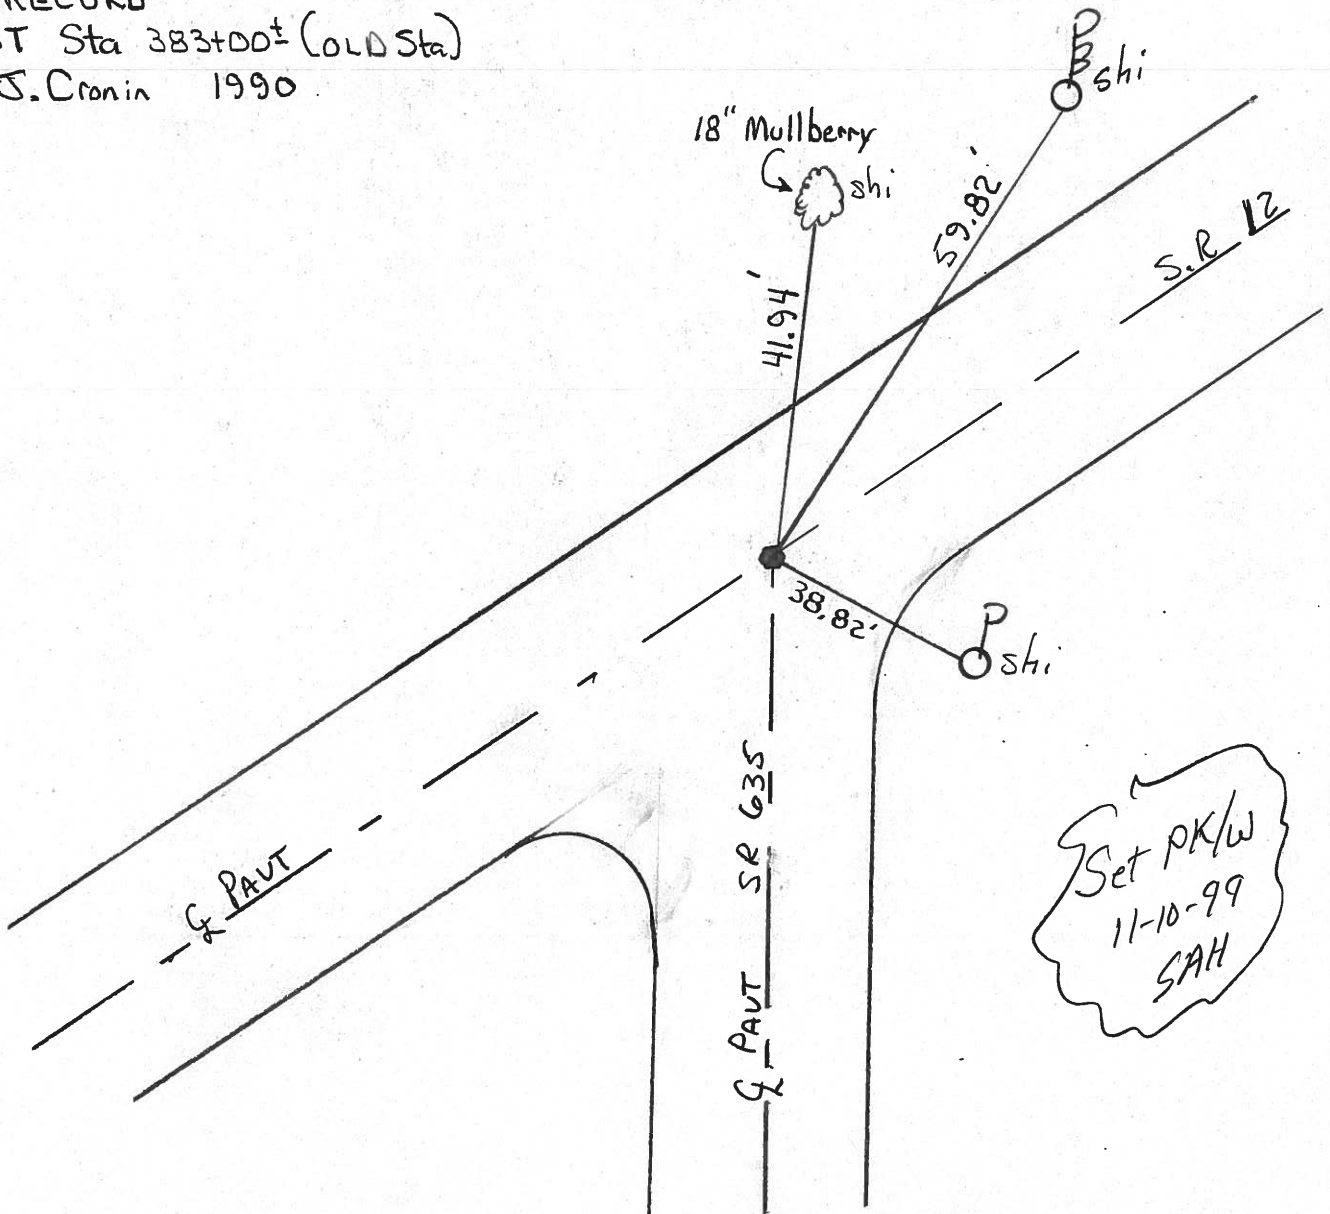 RECORD
T Sta 383+00± (OLD Sta)
J. Cronin 1990
P
shi
18" Mullberry
shi
59.82'
S.R 12
41.94'
38.82'
P
shi
SR 635
℄ PAVT
℄ PAVT
Set PK/W
11-10-99
SAH